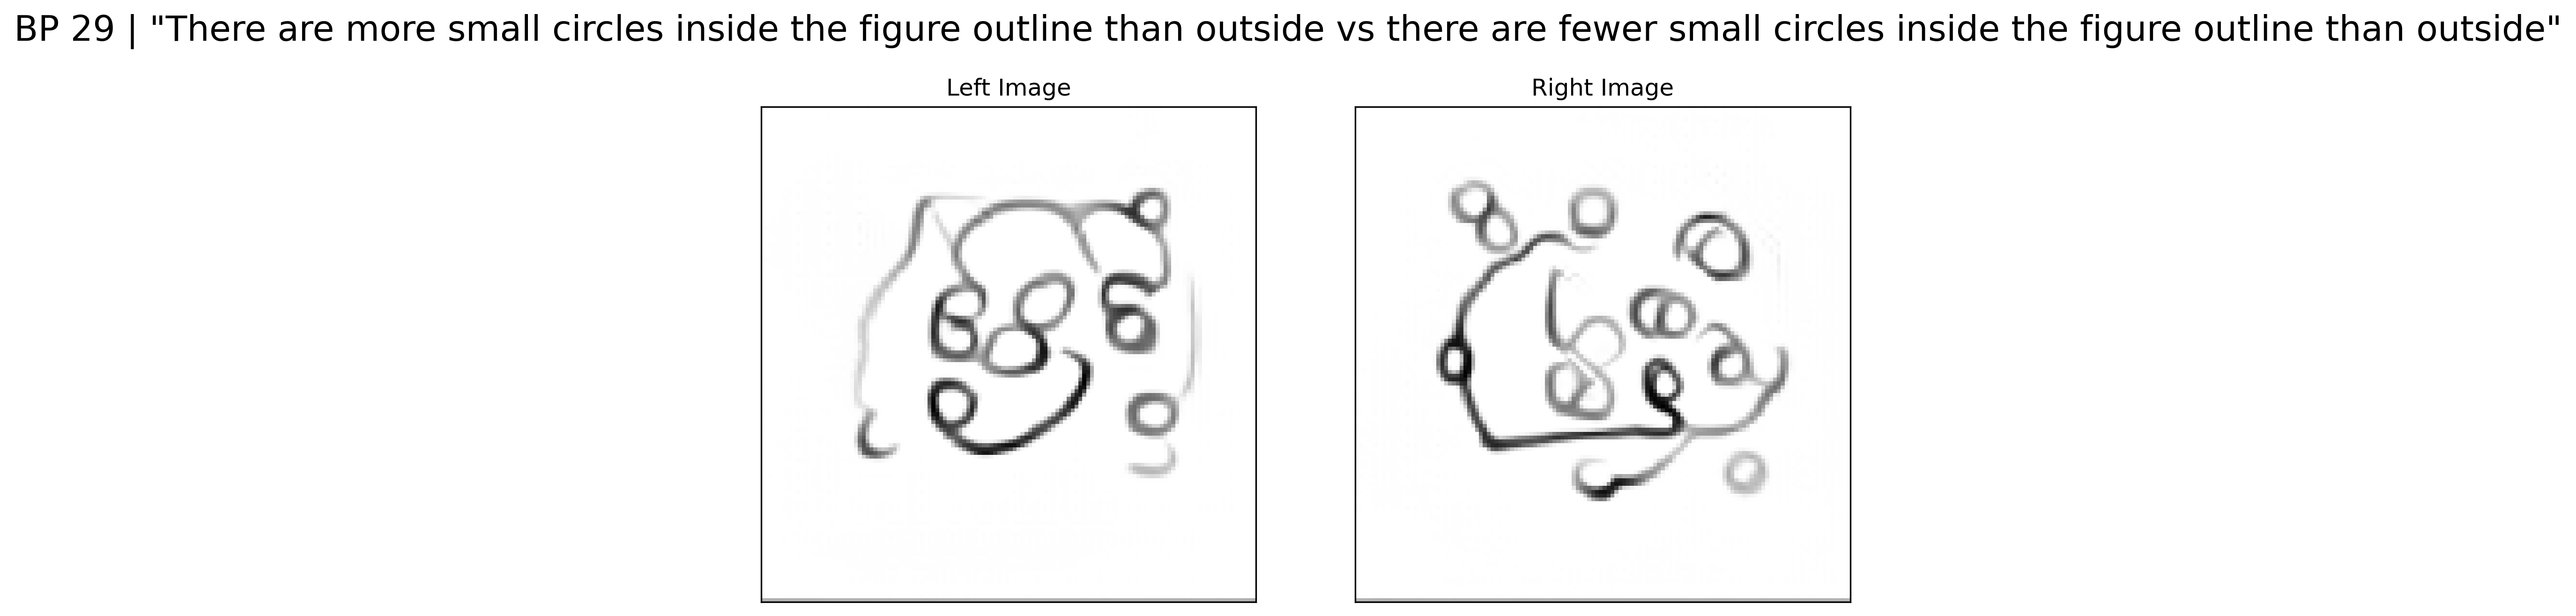 BP 29 | "There are more small circles inside the figure outline than outside vs there are fewer small circles inside the figure outline than outside"
Left Image
Right Image